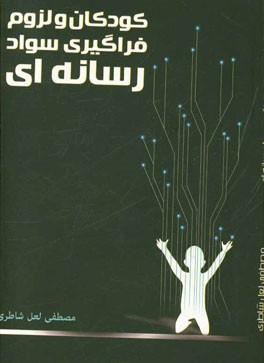 کودکان و لزوم
فراگیری سواد
رسانه ای
مصطفی لعل شاطری